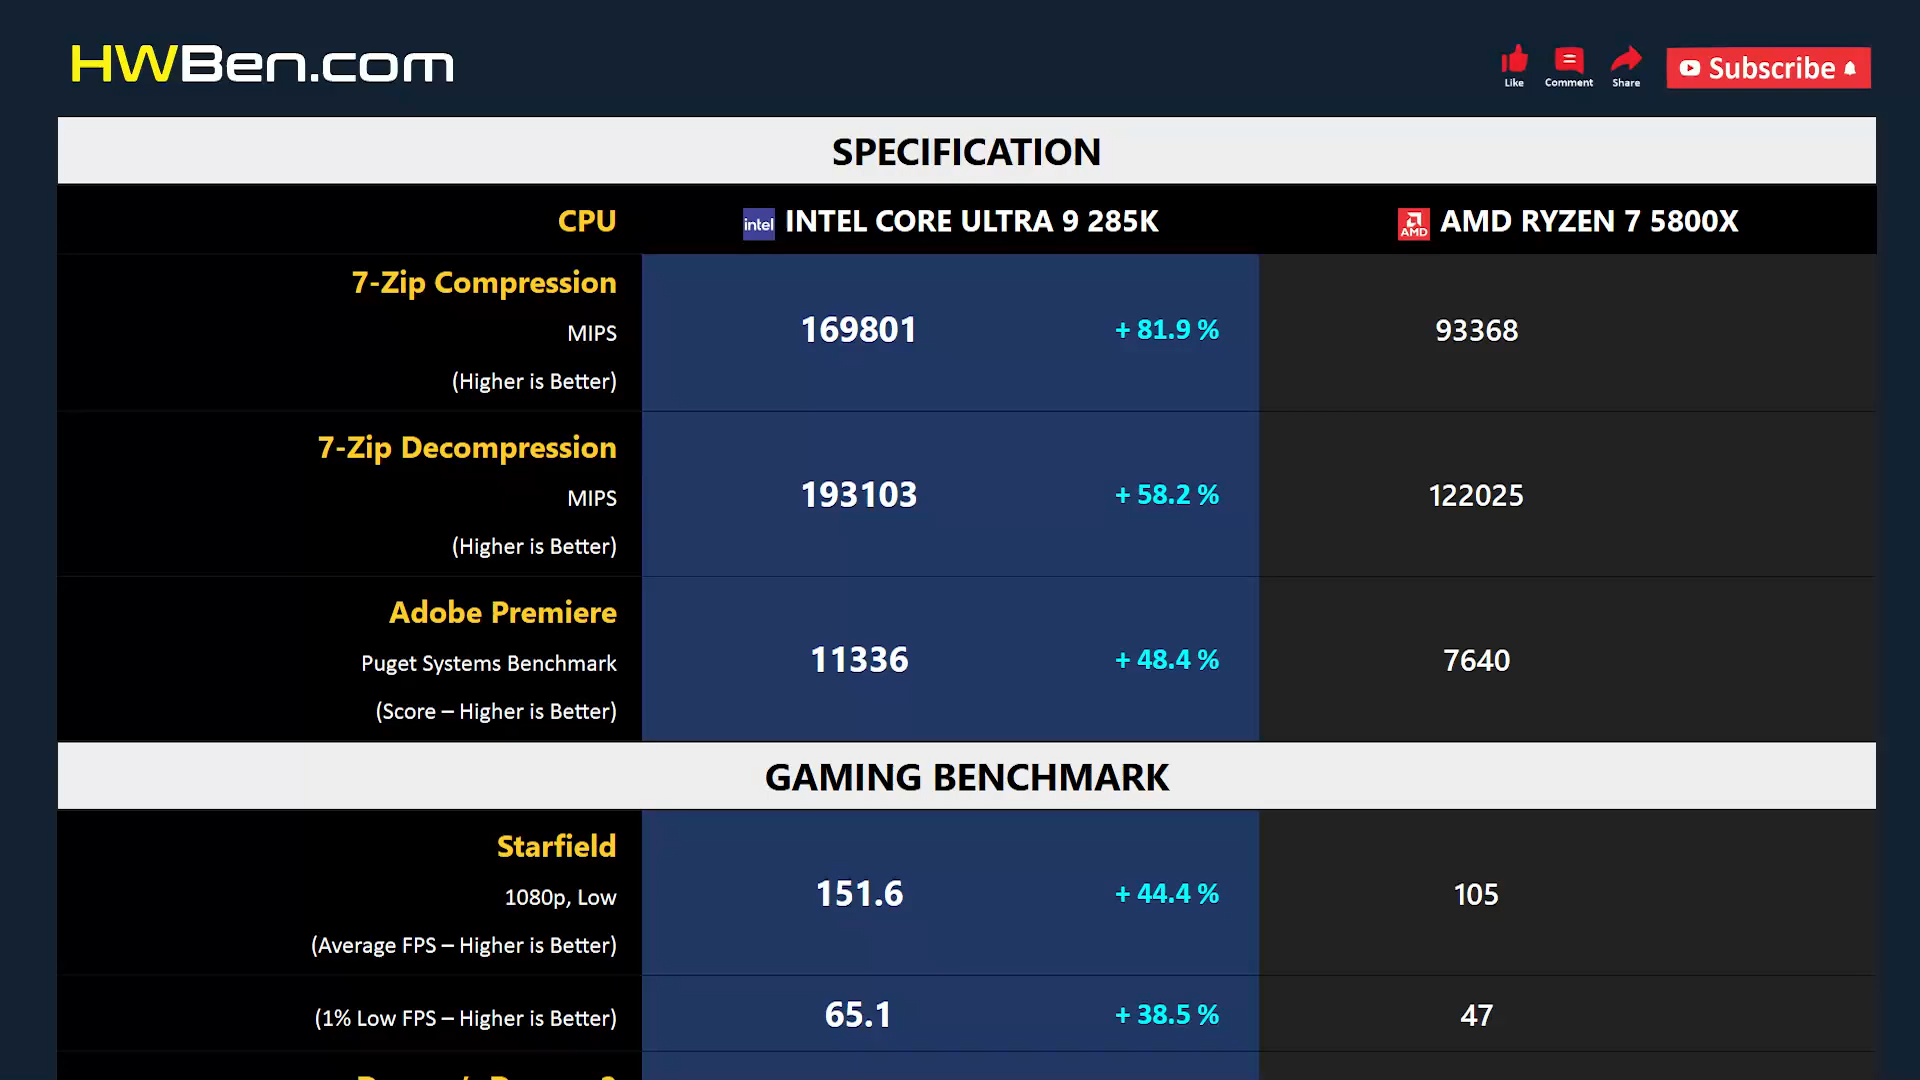 HWBen.com
Like
Comment
Share
Subscribe
SPECIFICATION
CPU
intel INTEL CORE ULTRA 9 285K
AMD AMD RYZEN 7 5800X
7-Zip Compression
MIPS
(Higher is Better)
169801
+ 81.9 %
93368
7-Zip Decompression
MIPS
(Higher is Better)
193103
+ 58.2 %
122025
Adobe Premiere
Puget Systems Benchmark
(Score – Higher is Better)
11336
+ 48.4 %
7640
GAMING BENCHMARK
Starfield
1080p, Low
(Average FPS – Higher is Better)
151.6
+ 44.4 %
105
(1% Low FPS – Higher is Better)
65.1
+ 38.5 %
47